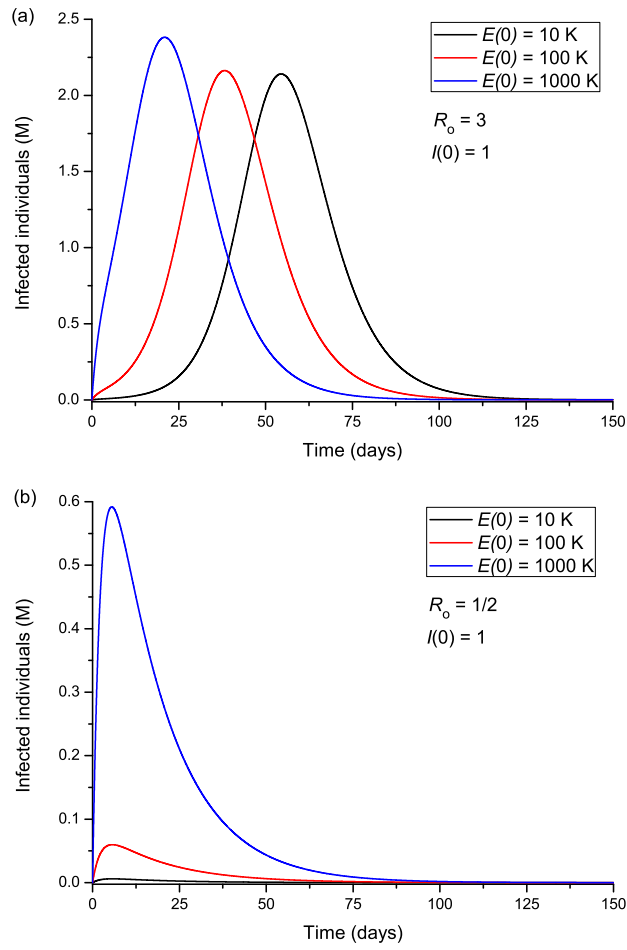 (a)
2.5
2.0
1.5
1.0
0.5
0.0
Infected individuals (M)
E(0) = 10 K
E(0) = 100 K
E(0) = 1000 K
Ro = 3
I(0) = 1
0 25 50 75 100 125 150
Time (days)
(b)
0.6
0.5
0.4
0.3
0.2
0.1
0.0
Infected individuals (M)
E(0) = 10 K
E(0) = 100 K
E(0) = 1000 K
Ro = 1/2
I(0) = 1
0 25 50 75 100 125 150
Time (days)